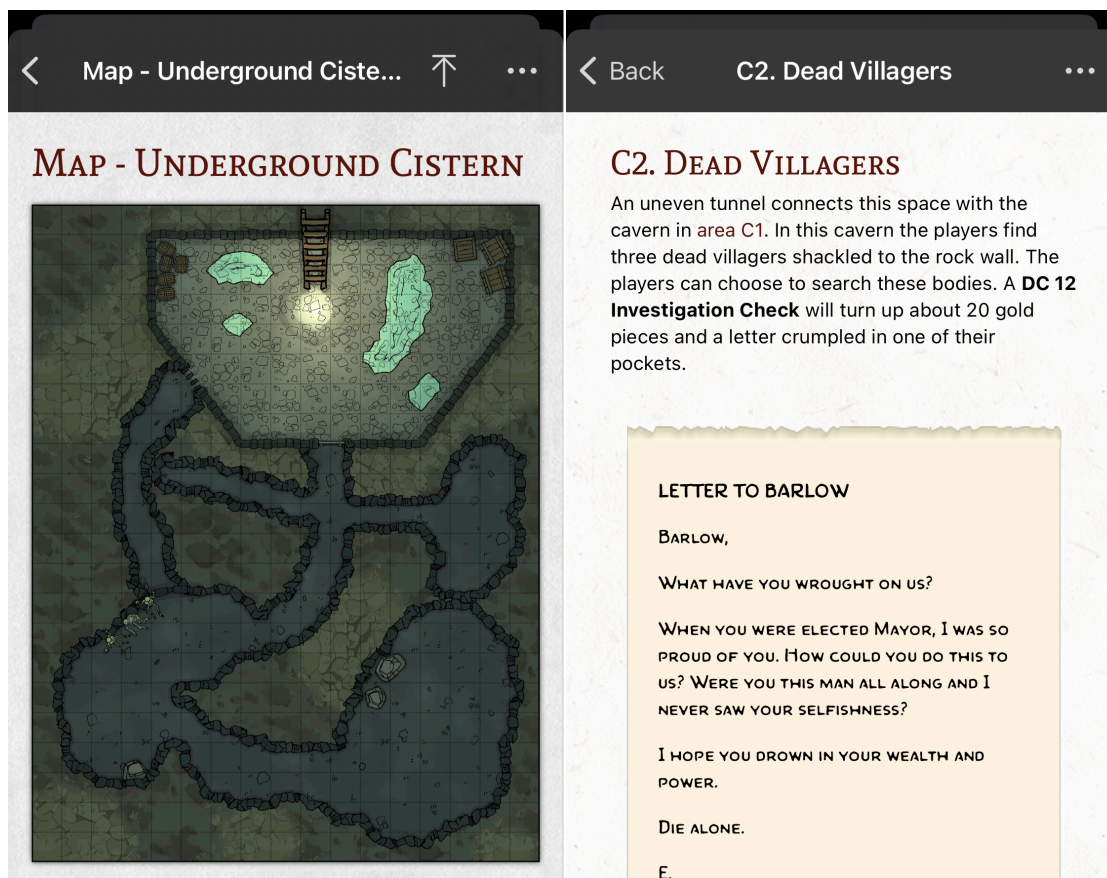 Map - Underground Ciste...
Map - Underground Cistern
Back
C2. Dead Villagers
C2. Dead Villagers
An uneven tunnel connects this space with the
cavern in area C1. In this cavern the players find
three dead villagers shackled to the rock wall. The
players can choose to search these bodies. A DC 12
Investigation Check will turn up about 20 gold
pieces and a letter crumpled in one of their
pockets.
Letter to Barlow
Barlow,
What have you wrought on us?
When you were elected Mayor, I was so
proud of you. How could you do this to
us? Were you this man all along and I
never saw your selfishness?
I hope you drown in your wealth and
power.
Die alone.
E.